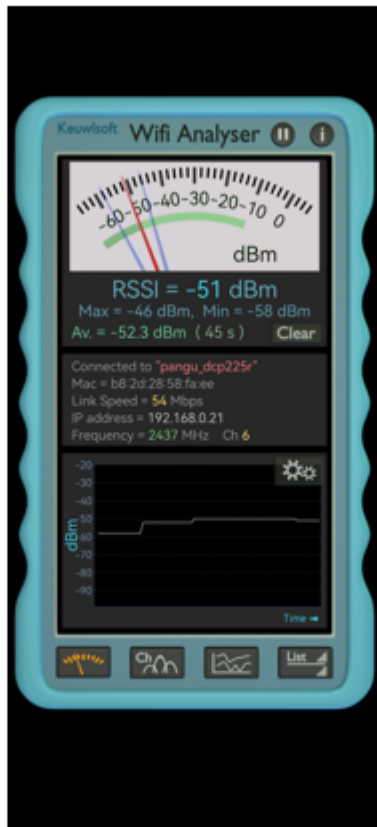 Keuwlsoft Wifi Analyser i
-60 -50 -40 -30 -20 -10 0
dBm
RSSI = -51 dBm
Max = -46 dBm, Min = -58 dBm
Av. = -52.3 dBm ( 45 s ) Clear
Connected to "pangu_dcp225r"
Mac = b8:2d:28:58:fa:ee
Link Speed = 54 Mbps
IP address = 192.168.0.21
Frequency = 2437 MHz Ch 6
-20
-30
-40
-50
-60
-70
-80
-90
dBm
Time
Ch
List